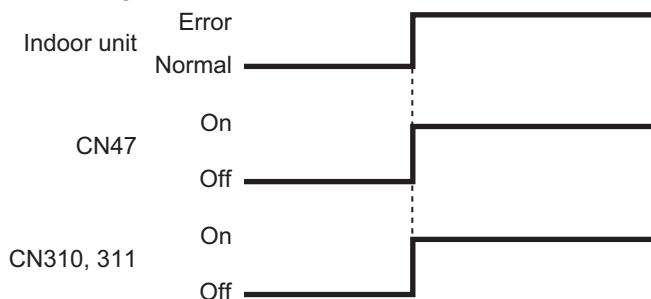 Error
Indoor unit
Normal
On
CN47
Off
On
CN310, 311
Off